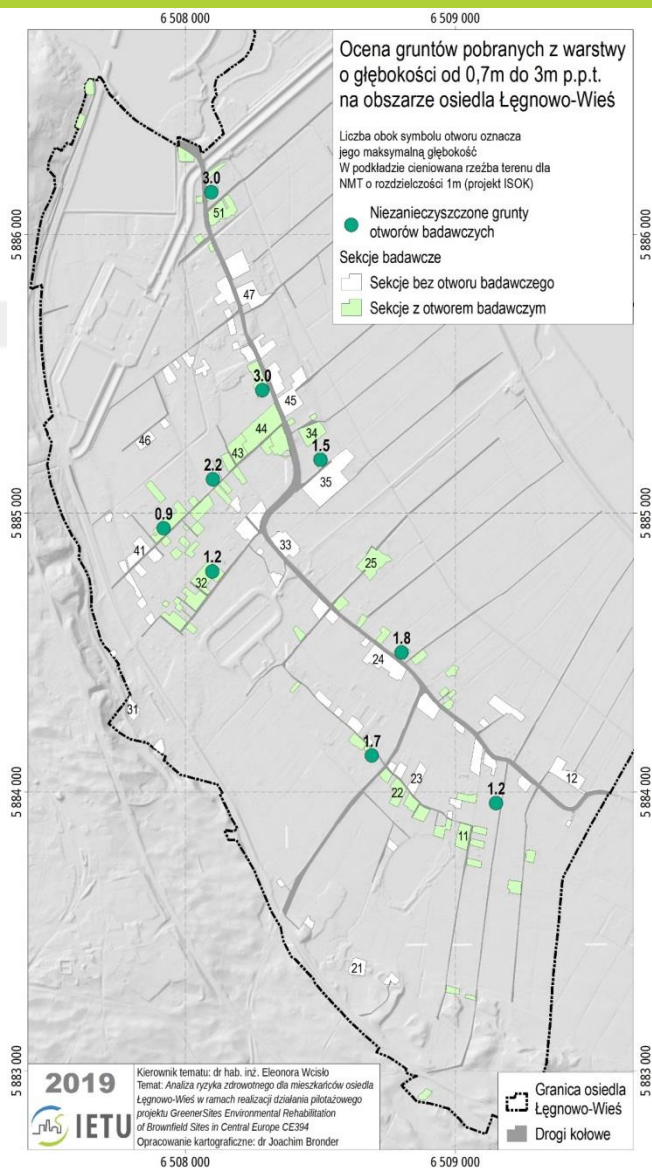 6 508 000
6 509 000
Ocena gruntów pobranych z warstwy
o głębokości od 0,7m do 3m p.p.t.
na obszarze osiedla Łęgnowo-Wieś
Liczba obok symbolu otworu oznacza
jego maksymalną głębokość
W podkładzie cieniowana rzeźba terenu dla
NMT o rozdzielczości 1m (projekt ISOK)
Niezanieczyszczone grunty
otworów badawczych
Sekcje badawcze
Sekcje bez otworu badawczego
Sekcje z otworem badawczym
5 886 000
5 886 000
3.0
51
47
3.0
45
44
34
46
43
1.5
2.2
35
5 885 000
5 885 000
0.9
41
33
25
1.2
32
1.8
24
31
1.7
23
12
22
1.2
5 884 000
5 884 000
11
21
5 883 000
5 883 000
2019
IETU
Kierownik tematu: dr hab. inż. Eleonora Wcisło
Temat: Analiza ryzyka zdrowotnego dla mieszkańców osiedla
Łęgnowo-Wieś w ramach realizacji działania pilotażowego
projektu GreenerSites Environmental Rehabilitation
of Brownfield Sites in Central Europe CE394
Opracowanie kartograficzne: dr Joachim Bronder
Granica osiedla
Łęgnowo-Wieś
Drogi kołowe
6 508 000
6 509 000